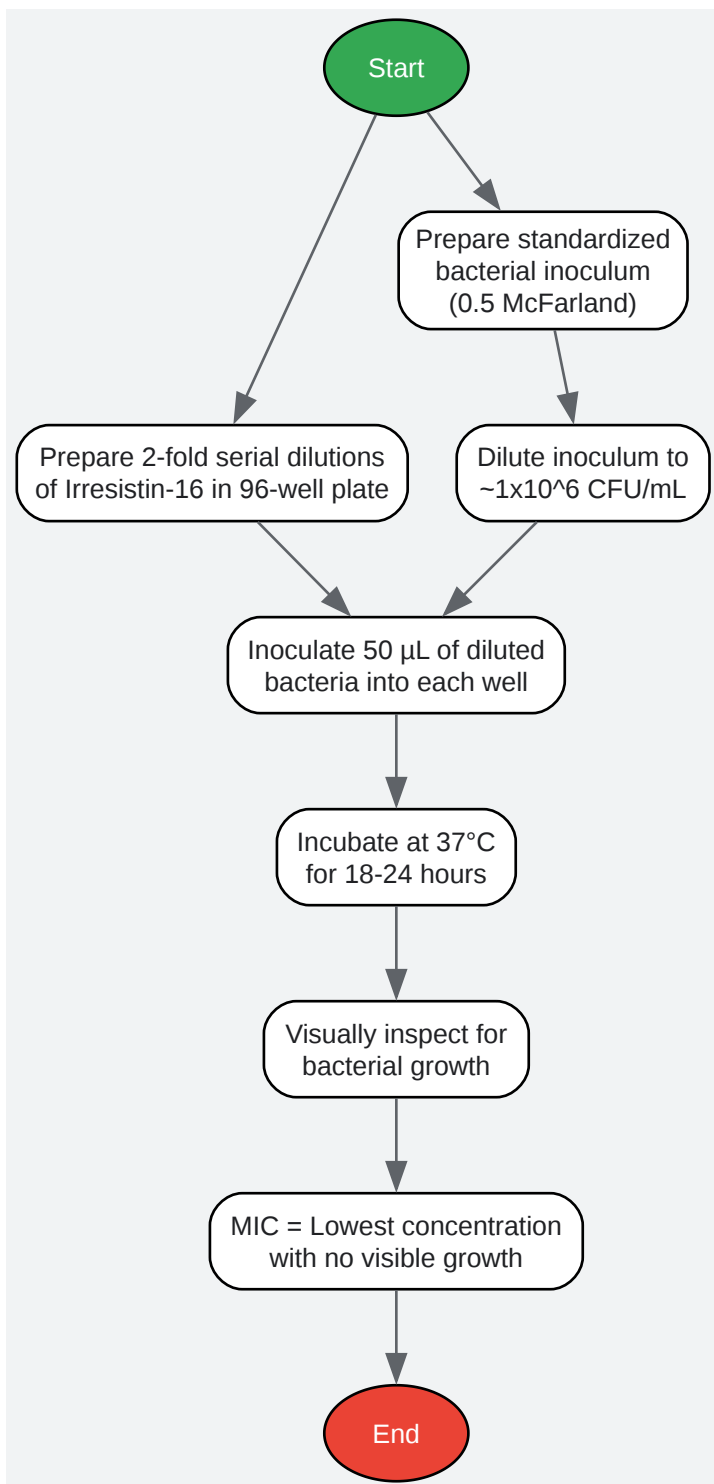 Start
Prepare standardized
bacterial inoculum
(0.5 McFarland)
Prepare 2-fold serial dilutions
of Irresistin-16 in 96-well plate
Dilute inoculum to
~1x10^6 CFU/mL
Inoculate 50 µL of diluted
bacteria into each well
Incubate at 37°C
for 18-24 hours
Visually inspect for
bacterial growth
MIC = Lowest concentration
with no visible growth
End